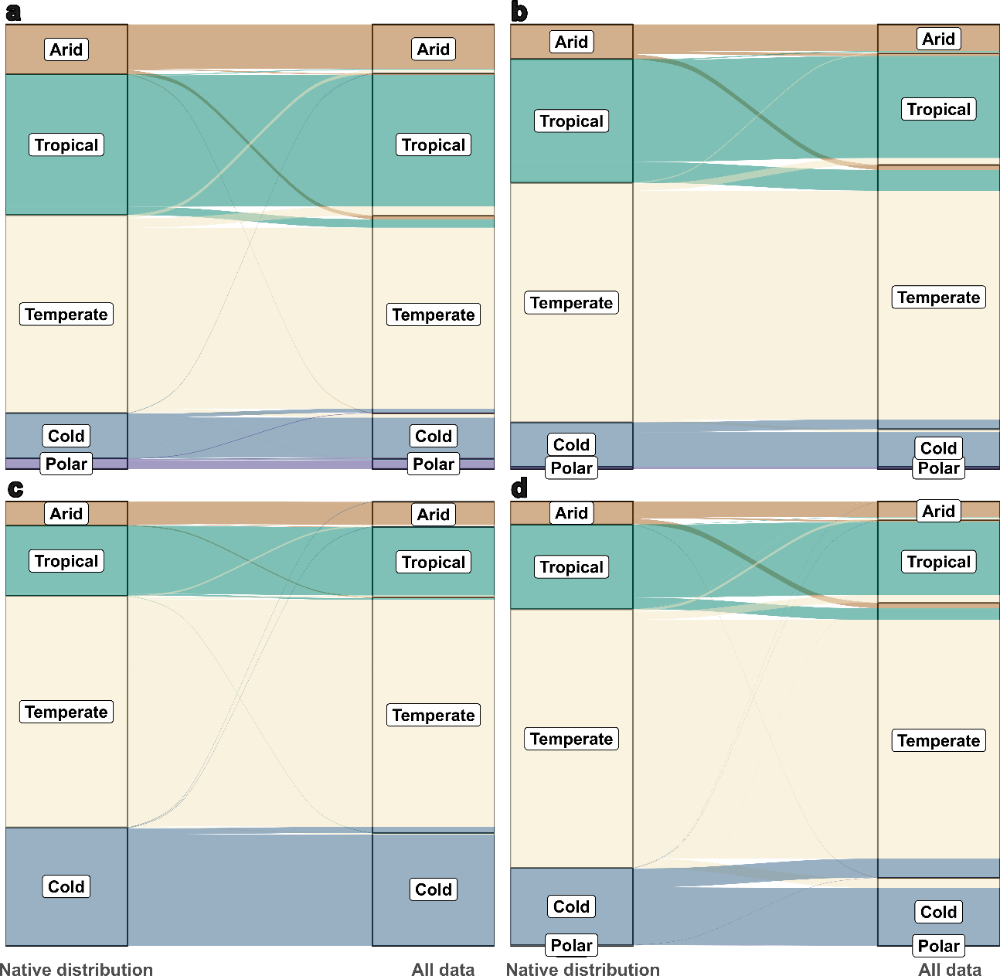 a
b
Arid
Arid
Arid
Arid
Tropical
Tropical
Tropical
Tropical
Temperate
Temperate
Temperate
Temperate
Cold
Cold
Cold
Cold
Polar
Polar
Polar
Polar
c
d
Arid
Arid
Arid
Arid
Tropical
Tropical
Tropical
Tropical
Temperate
Temperate
Temperate
Temperate
Cold
Cold
Cold
Cold
Polar
Polar
Native distribution
All data
Native distribution
All data